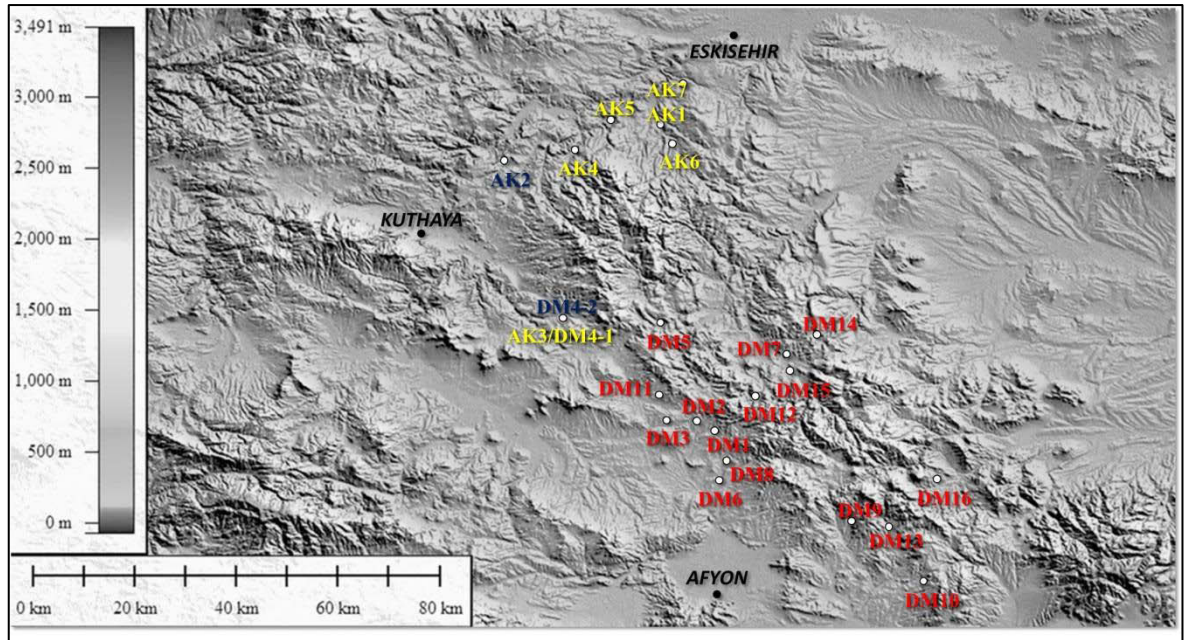 3,491 m
3,000 m
2,500 m
2,000 m
1,500 m
1,000 m
500 m
0 m
0 km 20 km 40 km 60 km 80 km
ESKISEHIR
AK7
AK5
AK1
AK6
AK4
AK2
KUTHAYA
DM4-2
AK3/DM4-1
DM5
DM14
DM7
DM15
DM11
DM2
DM12
DM3
DM1
DM8
DM6
DM16
DM9
DM13
AFYON
DM10